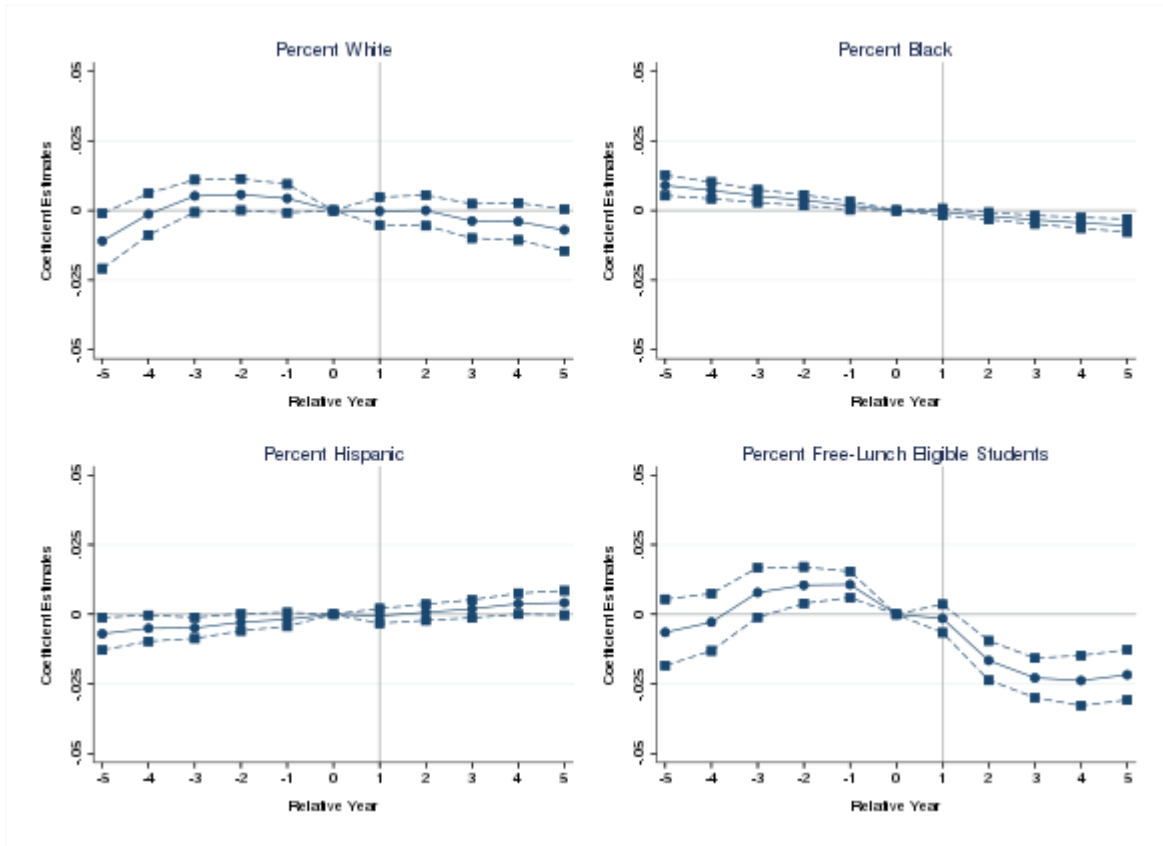 Percent White
Coefficient Estimates
.05
.025
0
-.025
-.05
-5 -4 -3 -2 -1 0 1 2 3 4 5
Relative Year
Percent Black
Coefficient Estimates
.05
.025
0
-.025
-.05
-5 -4 -3 -2 -1 0 1 2 3 4 5
Relative Year
Percent Hispanic
Coefficient Estimates
.05
.025
0
-.025
-.05
-5 -4 -3 -2 -1 0 1 2 3 4 5
Relative Year
Percent Free-Lunch Eligible Students
Coefficient Estimates
.05
.025
0
-.025
-.05
-5 -4 -3 -2 -1 0 1 2 3 4 5
Relative Year